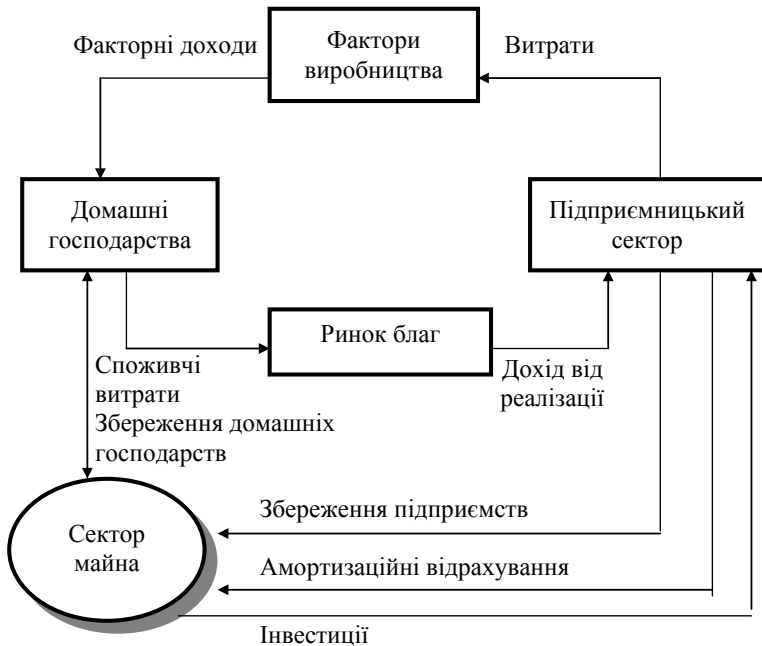 Факторні доходи
Фактори
виробництва
Витрати
Домашні
господарства
Підприємницький
сектор
Ринок благ
Споживчі
витрати
Збереження домашніх
господарств
Дохід від
реалізації
Сектор
майна
Збереження підприємств
Амортизаційні відрахування
Інвестиції